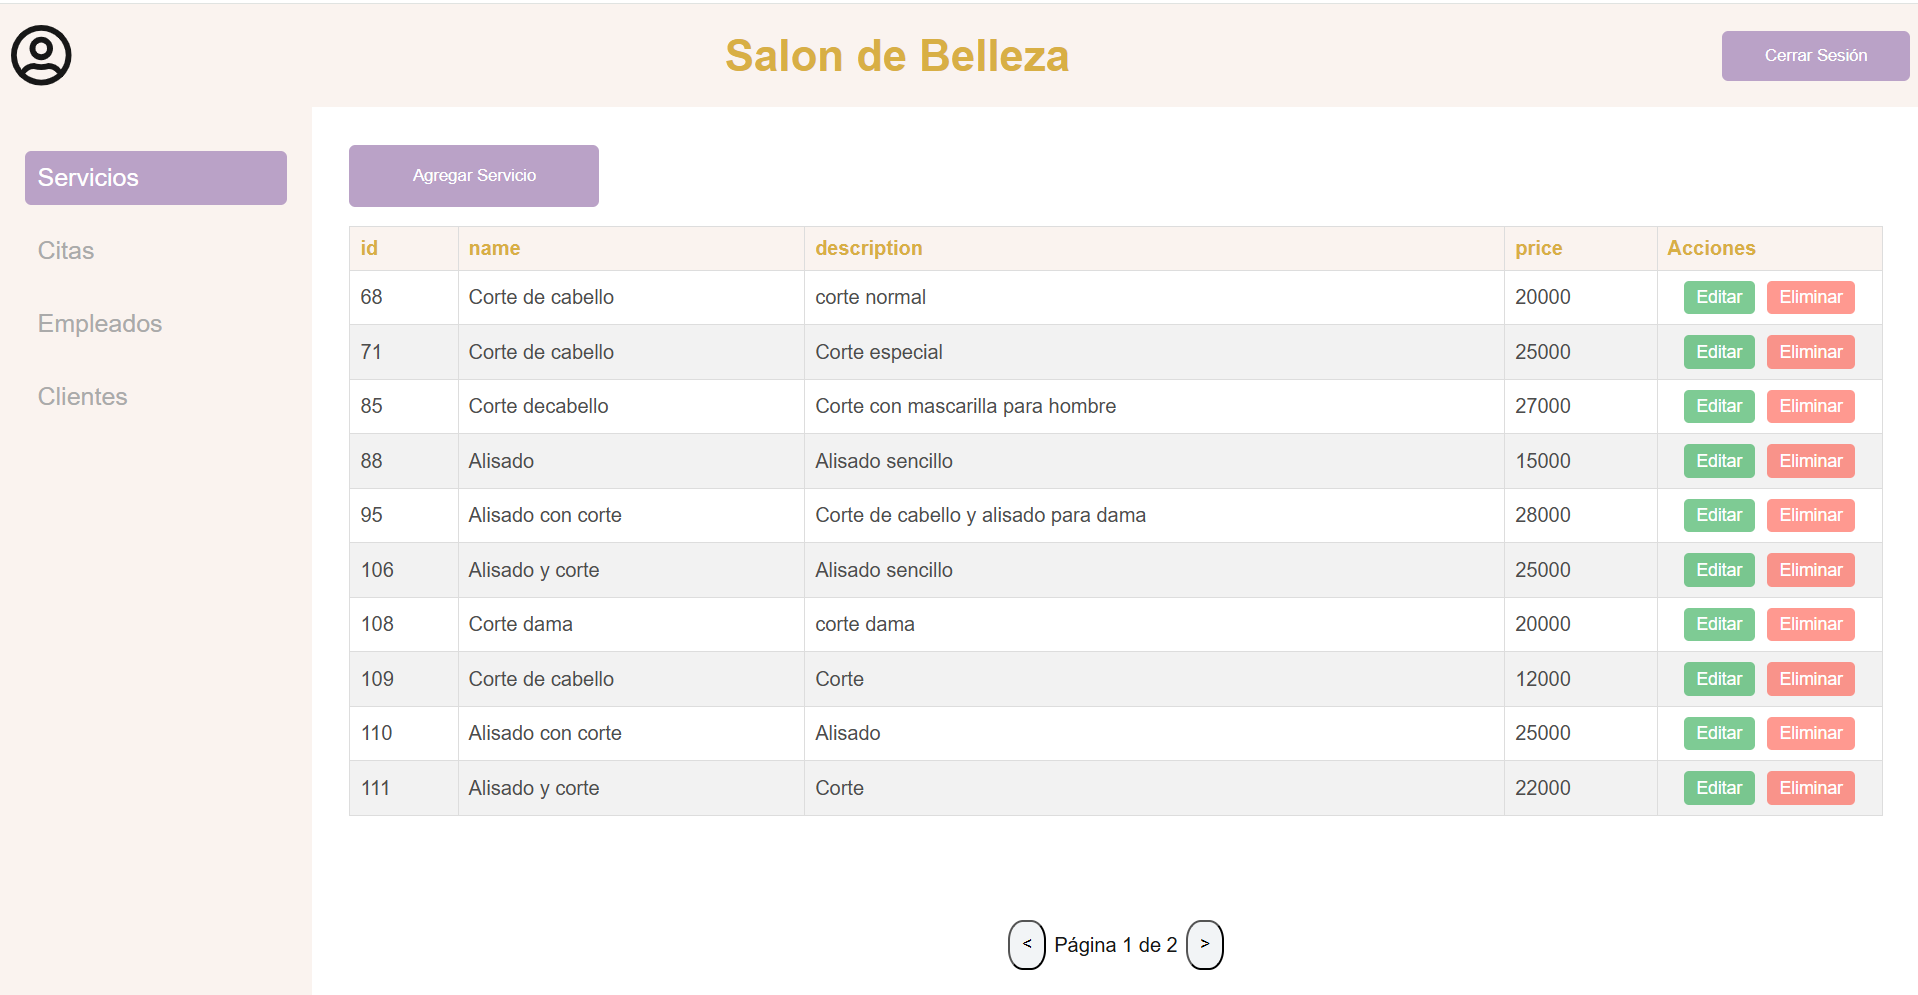 Salon de Belleza
Cerrar Sesión
Servicios
Citas
Empleados
Clientes
Agregar Servicio
id name description price Acciones
68 Corte de cabello corte normal 20000 Editar Eliminar
71 Corte de cabello Corte especial 25000 Editar Eliminar
85 Corte decabello Corte con mascarilla para hombre 27000 Editar Eliminar
88 Alisado Alisado sencillo 15000 Editar Eliminar
95 Alisado con corte Corte de cabello y alisado para dama 28000 Editar Eliminar
106 Alisado y corte Alisado sencillo 25000 Editar Eliminar
108 Corte dama corte dama 20000 Editar Eliminar
109 Corte de cabello Corte 12000 Editar Eliminar
110 Alisado con corte Alisado 25000 Editar Eliminar
111 Alisado y corte Corte 22000 Editar Eliminar
< Página 1 de 2 >